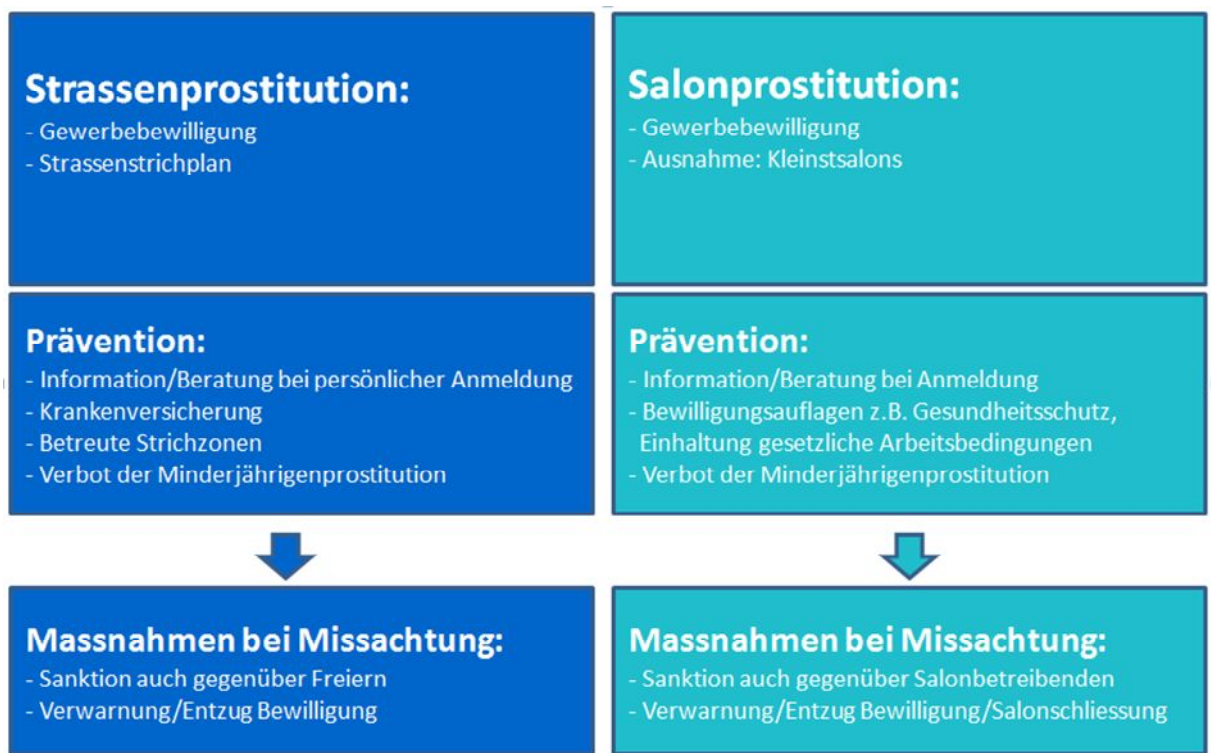 Strassenprostitution:
- Gewerbebewilligung
- Strassenstrichplan
Salonprostitution:
- Gewerbebewilligung
- Ausnahme: Kleinstsalons
Prävention:
- Information/Beratung bei persönlicher Anmeldung
- Krankenversicherung
- Betreute Strichzonen
- Verbot der Minderjährigenprostitution
Prävention:
- Information/Beratung bei Anmeldung
- Bewilligungsauflagen z.B. Gesundheitsschutz,
Einhaltung gesetzliche Arbeitsbedingungen
- Verbot der Minderjährigenprostitution
Massnahmen bei Missachtung:
- Sanktion auch gegenüber Freiern
- Verwarnung/Entzug Bewilligung
Massnahmen bei Missachtung:
- Sanktion auch gegenüber Salonbetreibenden
- Verwarnung/Entzug Bewilligung/Salonschliessung